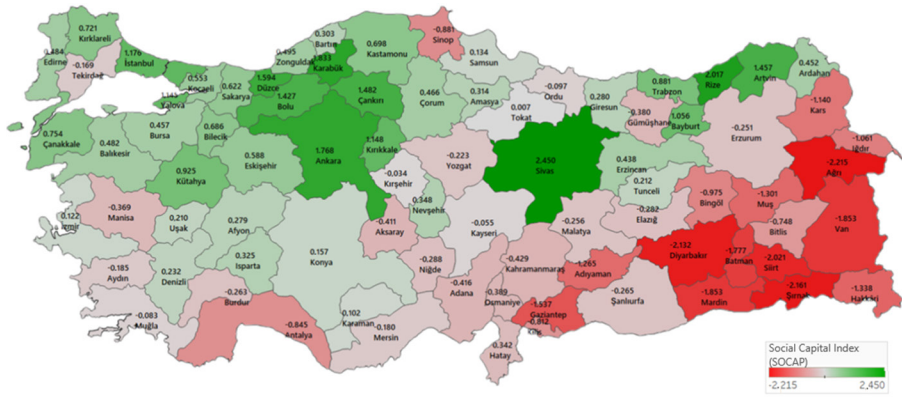 0.721
Kırklareli
0.484
Edirne
-0.169
Tekirdağ
1.176
İstanbul
0.553
Kocaeli
1.145
Yalova
0.622
Sakarya
1.594
Düzce
1.427
Bolu
0.495
Zonguldak
0.303
Bartın
Karabük
0.698
Kastamonu
-0.881
Sinop
0.134
Samsun
1.482
Çankırı
0.466
Çorum
0.314
Amasya
0.007
Tokat
-0.097
Ordu
0.280
Giresun
0.881
Trabzon
-0.380
Gümüşhane
2.017
Rize
1.457
Artvin
0.452
Ardahan
1.056
Bayburt
-1.140
Kars
-1.061
Iğdır
-0.251
Erzurum
-2.215
Ağrı
0.754
Çanakkale
0.482
Balıkesir
0.457
Bursa
0.686
Bilecik
0.925
Kütahya
0.588
Eskişehir
1.768
Ankara
1.148
Kırıkkale
-0.034
Kırşehir
-0.223
Yozgat
2.450
Sivas
0.438
Erzincan
0.212
Tunceli
-0.975
Bingöl
-1.301
Muş
-0.748
Bitlis
-1.853
Van
0.122
İzmir
-0.369
Manisa
0.210
Uşak
0.279
Afyon
0.325
Isparta
0.157
Konya
-0.411
Aksaray
0.348
Nevşehir
-0.055
Kayseri
-0.256
Malatya
-0.282
Elazığ
-2.132
Diyarbakır
-1.777
Batman
-2.021
Siirt
-2.161
Şırnak
-1.338
Hakkâri
-1.853
Mardin
-0.185
Aydın
0.232
Denizli
-0.263
Burdur
-0.083
Muğla
-0.845
Antalya
0.102
Karaman
-0.180
Mersin
-0.288
Niğde
-0.416
Adana
-0.429
Kahramanmaraş
-1.265
Adıyaman
-0.265
Şanlıurfa
0.389
Osmaniye
Gaziantep
0.342
Hatay
Social Capital Index
(SOCAP)
-2.215 2,450